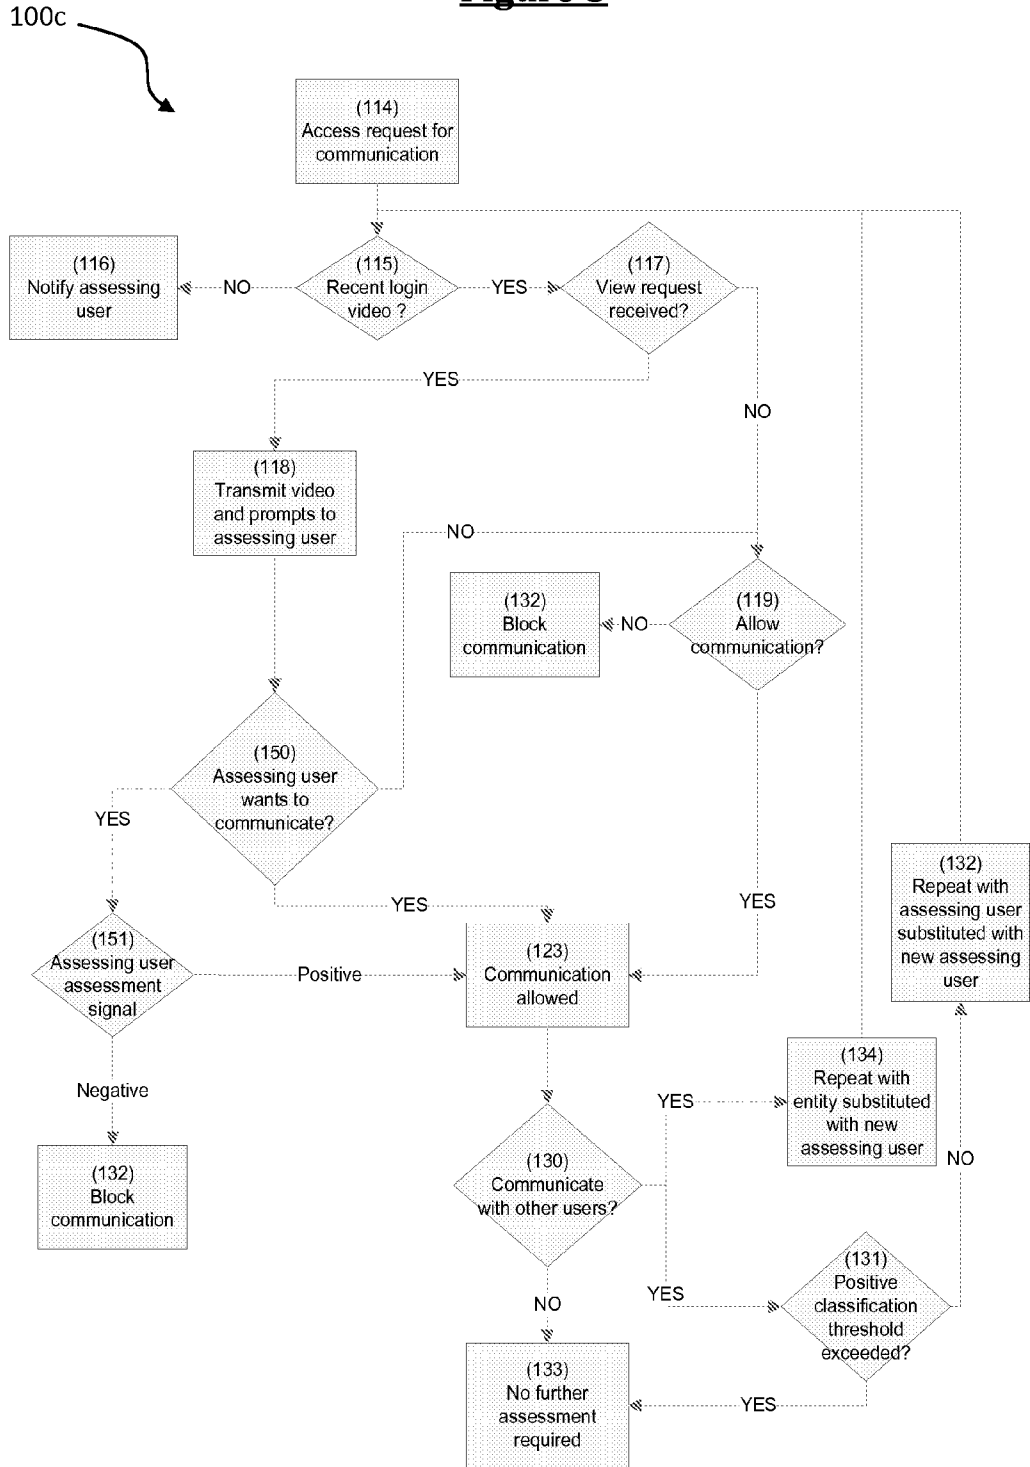 Figure 3
100c
(114)
Access request for
communication
(116)
Notify assessing
user
NO
(115)
Recent login
video ?
YES
(117)
View request
received?
YES
NO
(118)
Transmit video
and prompts to
assessing user
NO
(132)
Block
communication
NO
(119)
Allow
communication?
(150)
Assessing user
wants to
communicate?
YES
YES
YES
(132)
Repeat with
assessing user
substituted with
new assessing
user
(151)
Assessing user
assessment
signal
Positive
(123)
Communication
allowed
Negative
(134)
Repeat with
entity substituted
with new
assessing user
YES
NO
(132)
Block
communication
(130)
Communicate
with other users?
YES
(131)
Positive
classification
threshold
exceeded?
NO
(133)
No further
assessment
required
YES